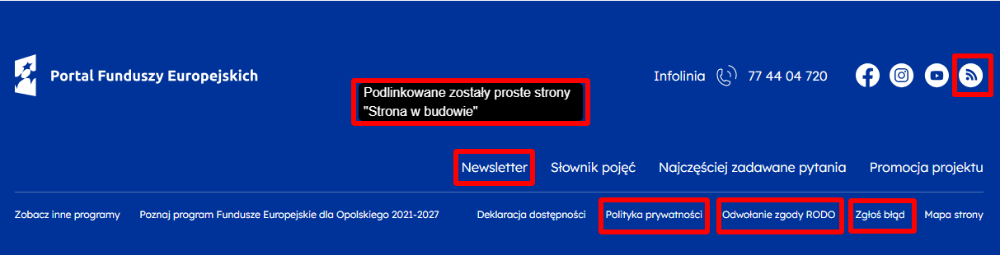 Portal Funduszy Europejskich
Infolinia 77 44 04 720
Podlinkowane zostały proste strony
"Strona w budowie"
Newsletter Słownik pojęć Najczęściej zadawane pytania Promocja projektu
Zobacz inne programy Poznaj program Fundusze Europejskie dla Opolskiego 2021-2027 Deklaracja dostępności Polityka prywatności Odwołanie zgody RODO Zgłoś błąd Mapa strony